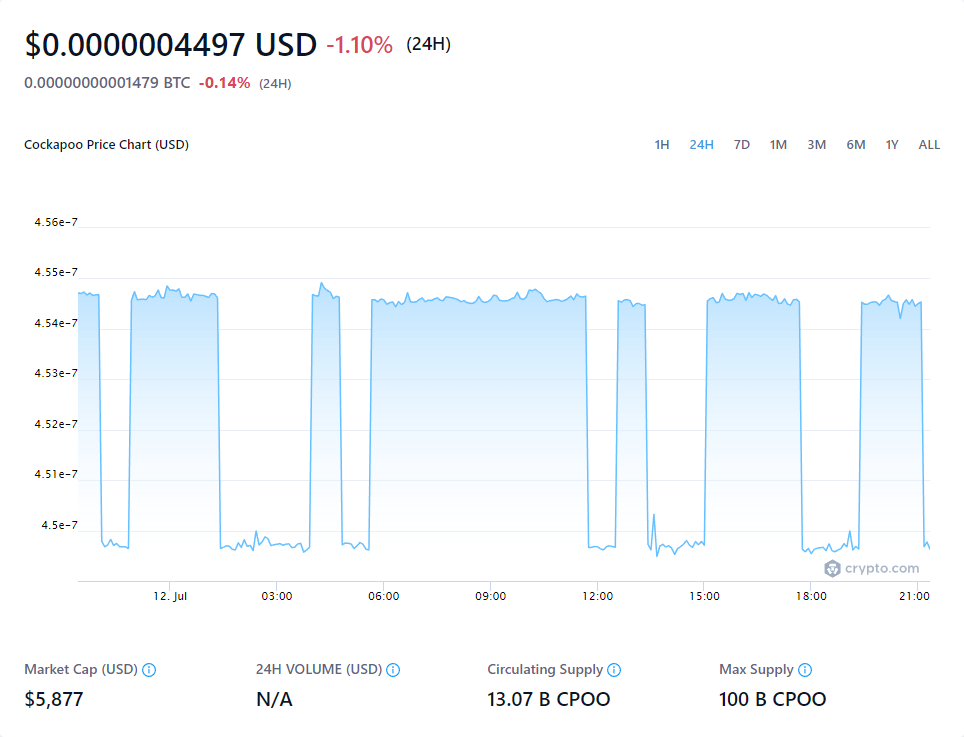 $0.0000004497 USD -1.10% (24H)
0.00000000001479 BTC -0.14% (24H)
Cockapoo Price Chart (USD) 1H 24H 7D 1M 3M 6M 1Y ALL
4.56e-7
4.55e-7
4.54e-7
4.53e-7
4.52e-7
4.51e-7
4.5e-7
crypto.com
12. Jul 03:00 06:00 09:00 12:00 15:00 18:00 21:00
Market Cap (USD) 24H VOLUME (USD) Circulating Supply Max Supply
$5,877 N/A 13.07 B CPOO 100 B CPOO